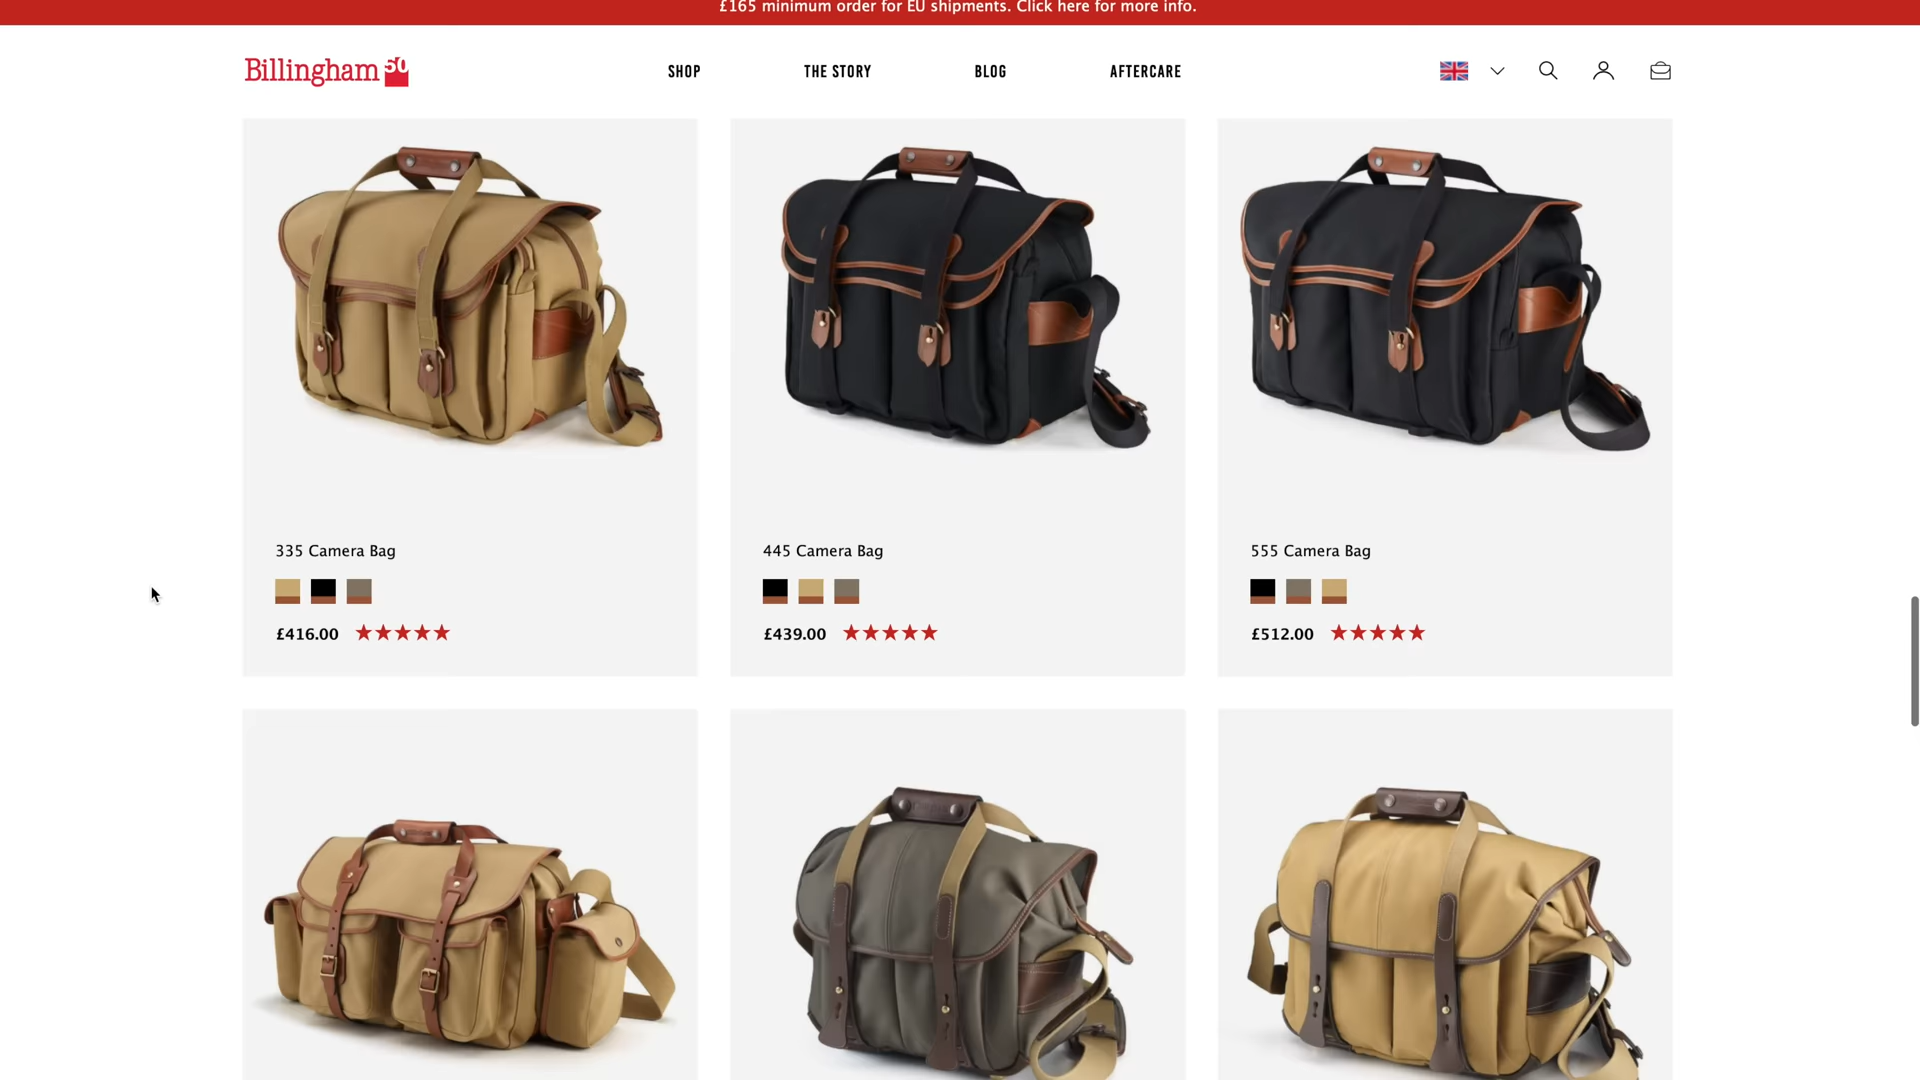 £165 minimum order for EU shipments. Click here for more info.
Billingham 50
SHOP
THE STORY
BLOG
AFTERCARE
335 Camera Bag
445 Camera Bag
555 Camera Bag
£416.00
£439.00
£512.00